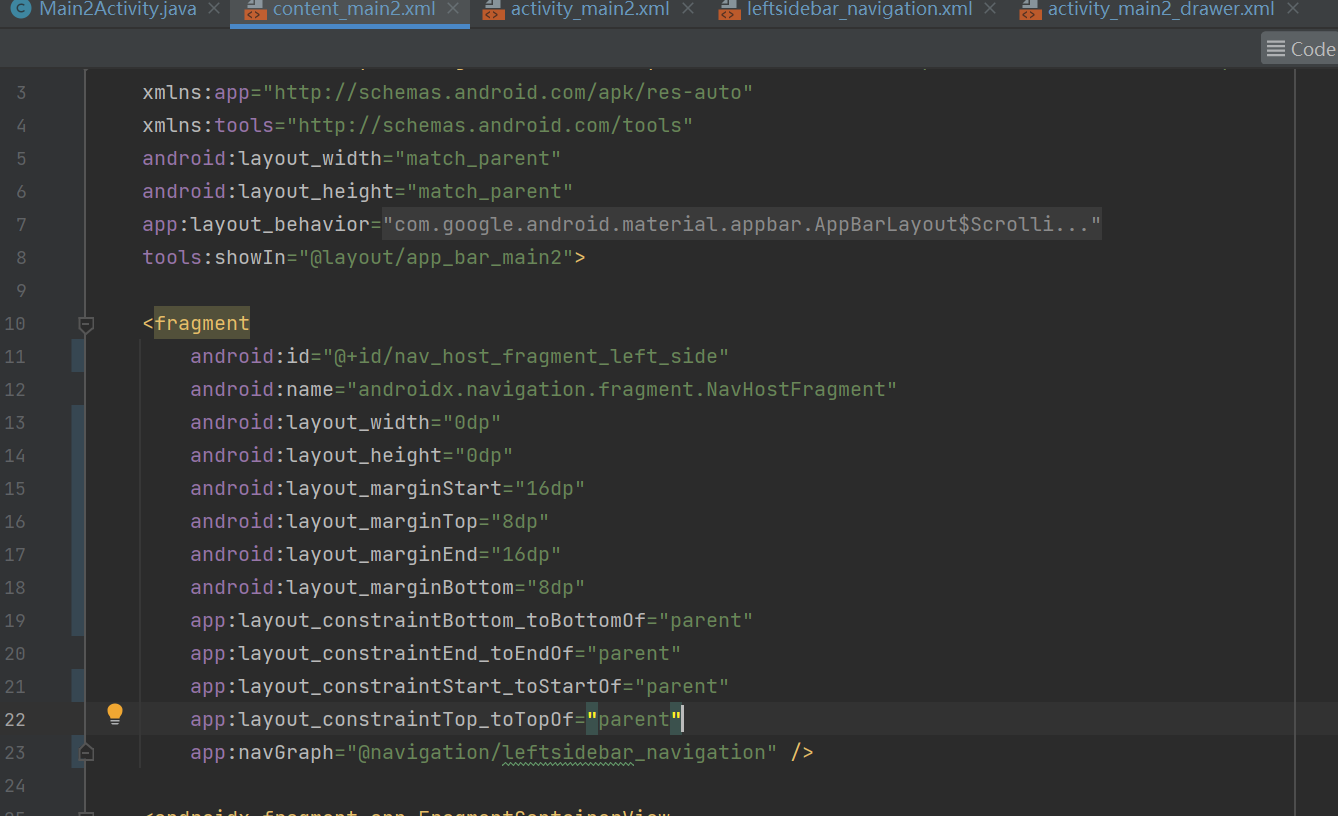 Main2Activity.java content_main2.xml activity_main2.xml leftsidebar_navigation.xml activity_main2_drawer.xml
Code
3 xmlns:app="http://schemas.android.com/apk/res-auto"
4 xmlns:tools="http://schemas.android.com/tools"
5 android:layout_width="match_parent"
6 android:layout_height="match_parent"
7 app:layout_behavior="com.google.android.material.appbar.AppBarLayout$Scrolli..."
8 tools:showIn="@layout/app_bar_main2">
9
10 <fragment
11 android:id="@+id/nav_host_fragment_left_side"
12 android:name="androidx.navigation.fragment.NavHostFragment"
13 android:layout_width="0dp"
14 android:layout_height="0dp"
15 android:layout_marginStart="16dp"
16 android:layout_marginTop="8dp"
17 android:layout_marginEnd="16dp"
18 android:layout_marginBottom="8dp"
19 app:layout_constraintBottom_toBottomOf="parent"
20 app:layout_constraintEnd_toEndOf="parent"
21 app:layout_constraintStart_toStartOf="parent"
22 app:layout_constraintTop_toTopOf="parent"
23 app:navGraph="@navigation/leftsidebar_navigation" />
24
25 <androidx.fragment.app.FragmentContainerView